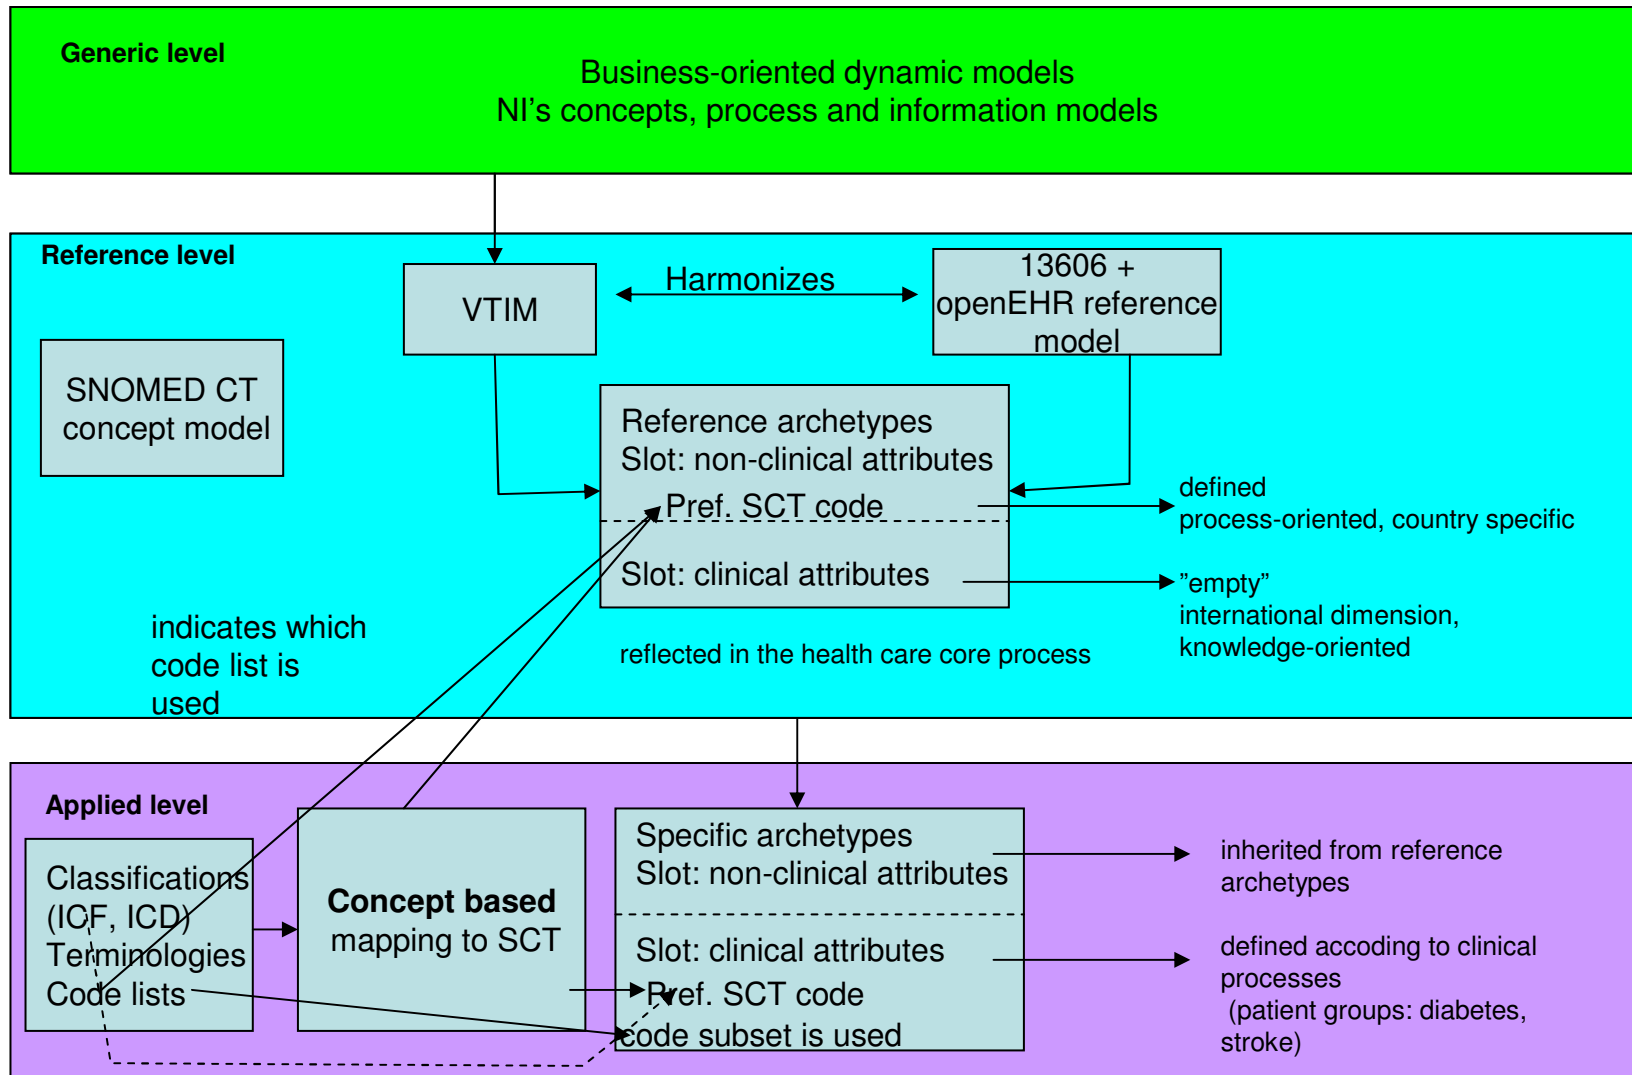 Generic level
Business-oriented dynamic models
NI's concepts, process and information models
Reference level
VTIM
Harmonizes
13606 +
openEHR reference
model
SNOMED CT
concept model
Reference archetypes
Slot: non-clinical attributes
Pref. SCT code
Slot: clinical attributes
defined
process-oriented, country specific
”empty”
international dimension,
knowledge-oriented
indicates which
code list is
used
reflected in the health care core process
Applied level
Classifications
(ICF, ICD)
Terminologies
Code lists
Concept based
mapping to SCT
Specific archetypes
Slot: non-clinical attributes
Slot: clinical attributes
Pref. SCT code
code subset is used
inherited from reference
archetypes
defined accoding to clinical
processes
(patient groups: diabetes,
stroke)